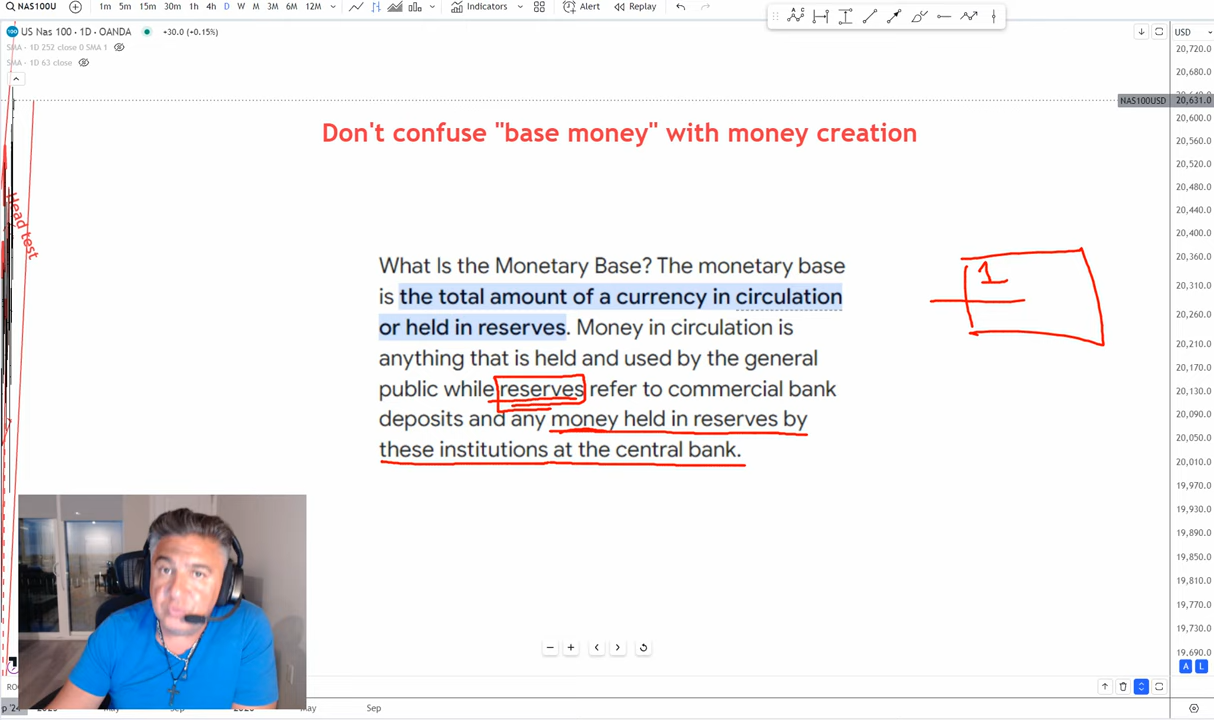 NAS100U
1m 5m 15m 30m 1h 4h D W M 3M 6M 12M Indicators Alert Replay
US Nas 100 · 1D · OANDA +30.0 (+0.15%)
SMA · 1D 252 close 0 SMA 1
SMA · 1D 63 close
USD
20,720.0
20,680.0
NAS100USD 20,631.0
20,600.0
20,560.0
20,520.0
20,480.0
20,440.0
20,400.0
20,360.0
20,310.0
20,260.0
20,210.0
20,170.0
20,130.0
20,090.0
20,050.0
20,010.0
19,970.0
19,930.0
19,890.0
19,850.0
19,810.0
19,770.0
19,730.0
19,690.0
Head test
Don't confuse "base money" with money creation
What Is the Monetary Base? The monetary base
is the total amount of a currency in circulation
or held in reserves. Money in circulation is
anything that is held and used by the general
public while reserves refer to commercial bank
deposits and any money held in reserves by
these institutions at the central bank.
1
A L
May Sep